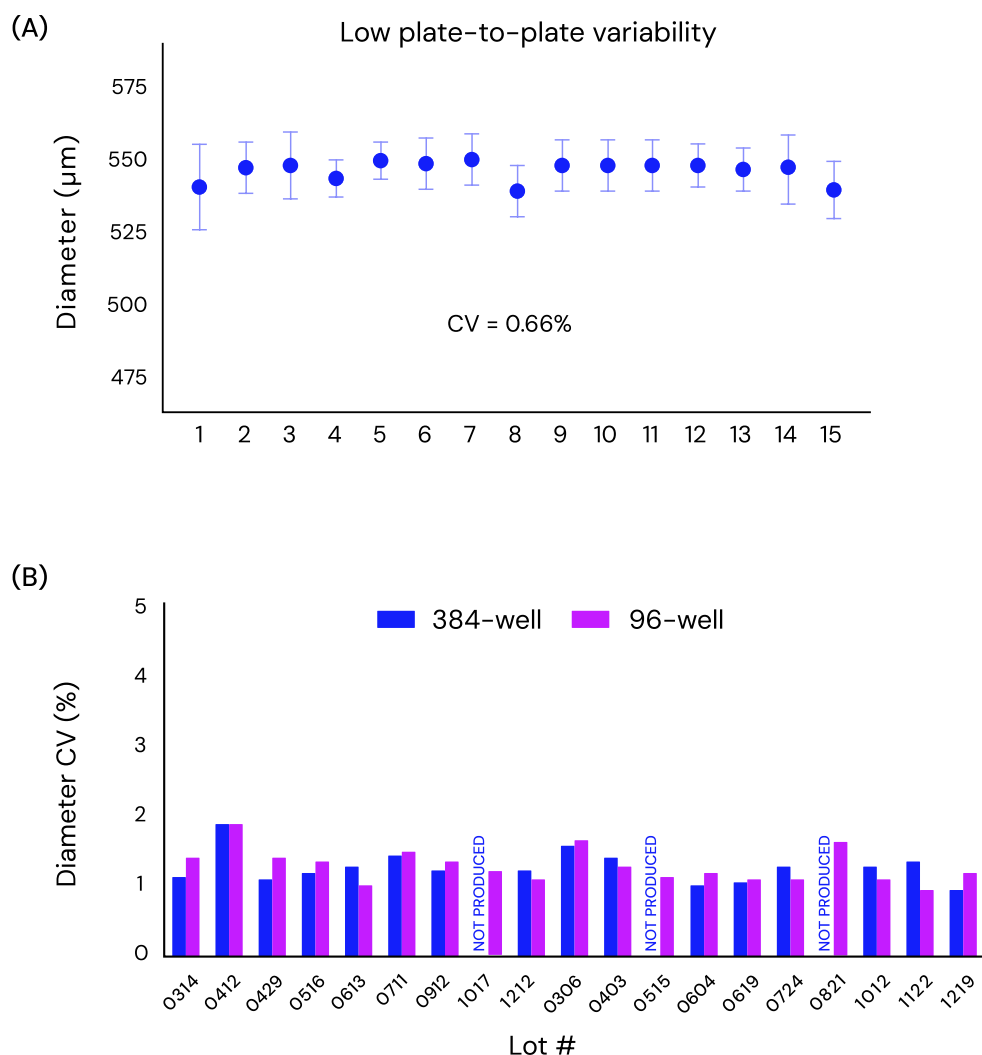 (A)
Low plate-to-plate variability
Diameter (µm)
575
550
525
500
475
CV = 0.66%
1 2 3 4 5 6 7 8 9 10 11 12 13 14 15
(B)
384-well 96-well
Diameter CV (%)
5
4
3
2
1
0
NOT PRODUCED
NOT PRODUCED
NOT PRODUCED
0314 0412 0429 0516 0613 0711 0912 1017 1212 0306 0403 0515 0604 0619 0724 0821 1012 1122 1219
Lot #